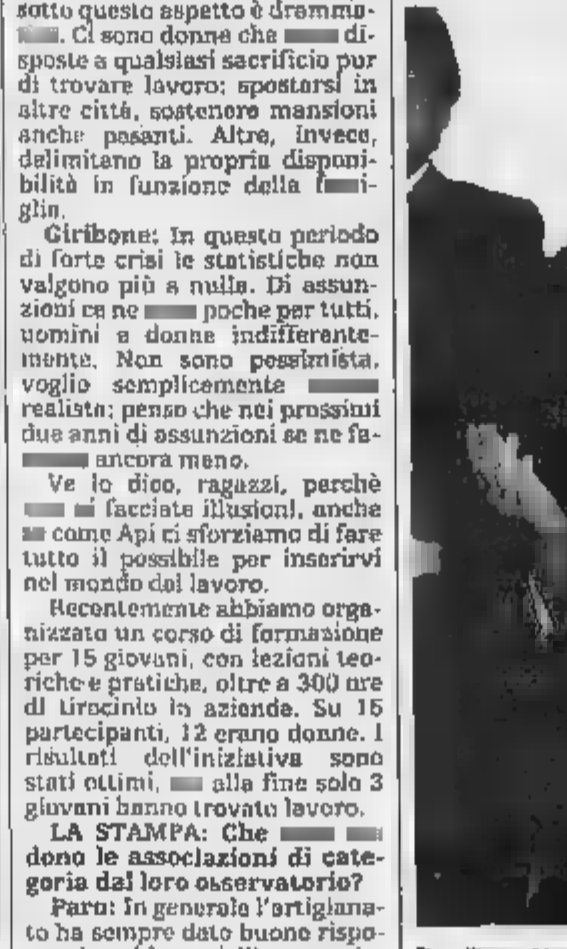 sotto questo aspetto è dramma-
. Ci sono donne che di-
sposte a qualsiasi sacrificio pur
di trovare lavoro: spostarsi in
altre città, sostenere mansioni
anche pesanti. Altre, invece,
delimitano la propria disponi-
bilità in funzione della
glia.
Giribone: In questo periodo
di forte crisi le statistiche non
valgono più a nulla. Di assun-
zioni ce ne poche per tutti,
uomini e donne indifferente-
mente. Non sono pessimista,
voglio semplicemente
realista: penso che nei prossimi
due anni di assunzioni se ne fa-
ancora meno.
Ve lo dico, ragazzi, perchè
facciate illusioni, anche
come Api ci sforziamo di fare
tutto il possibile per inserirvi
nel mondo del lavoro.
Recentemente abbiamo orga-
nizzato un corso di formazione
per 15 giovani, con lezioni teo-
riche e pratiche, oltre a 300 ore
di tirocinio in azienda. Su 15
partecipanti, 12 erano donne. I
risultati dell'iniziativa sono
stati ottimi, alla fine solo 3
giovani hanno trovato lavoro.
LA STAMPA: Che
dono le associazioni di cate-
goria dal loro osservatorio?
Paro: In generale l'artigiana-
to ha sempre dato buone rispo-